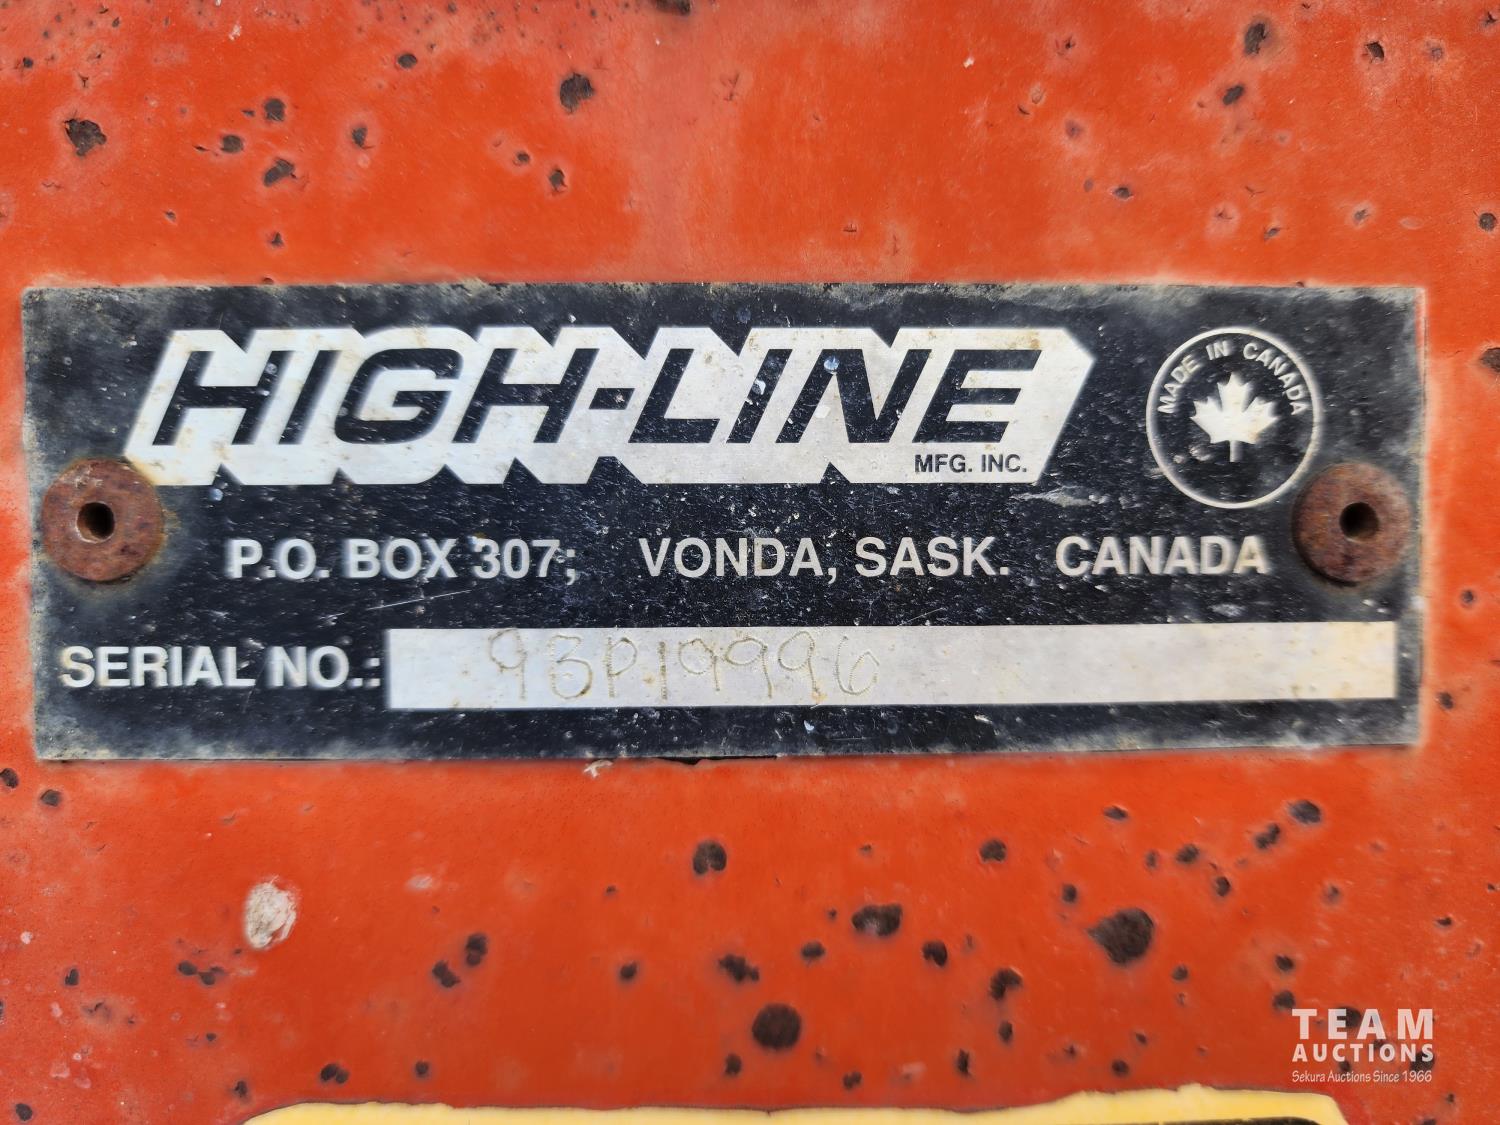 HIGH-LINE
MFG. INC.
MADE IN CANADA
P.O. BOX 307; VONDA, SASK. CANADA
SERIAL NO.: 93P19996
TEAM
AUCTIONS
Sekura Auctions Since 1966